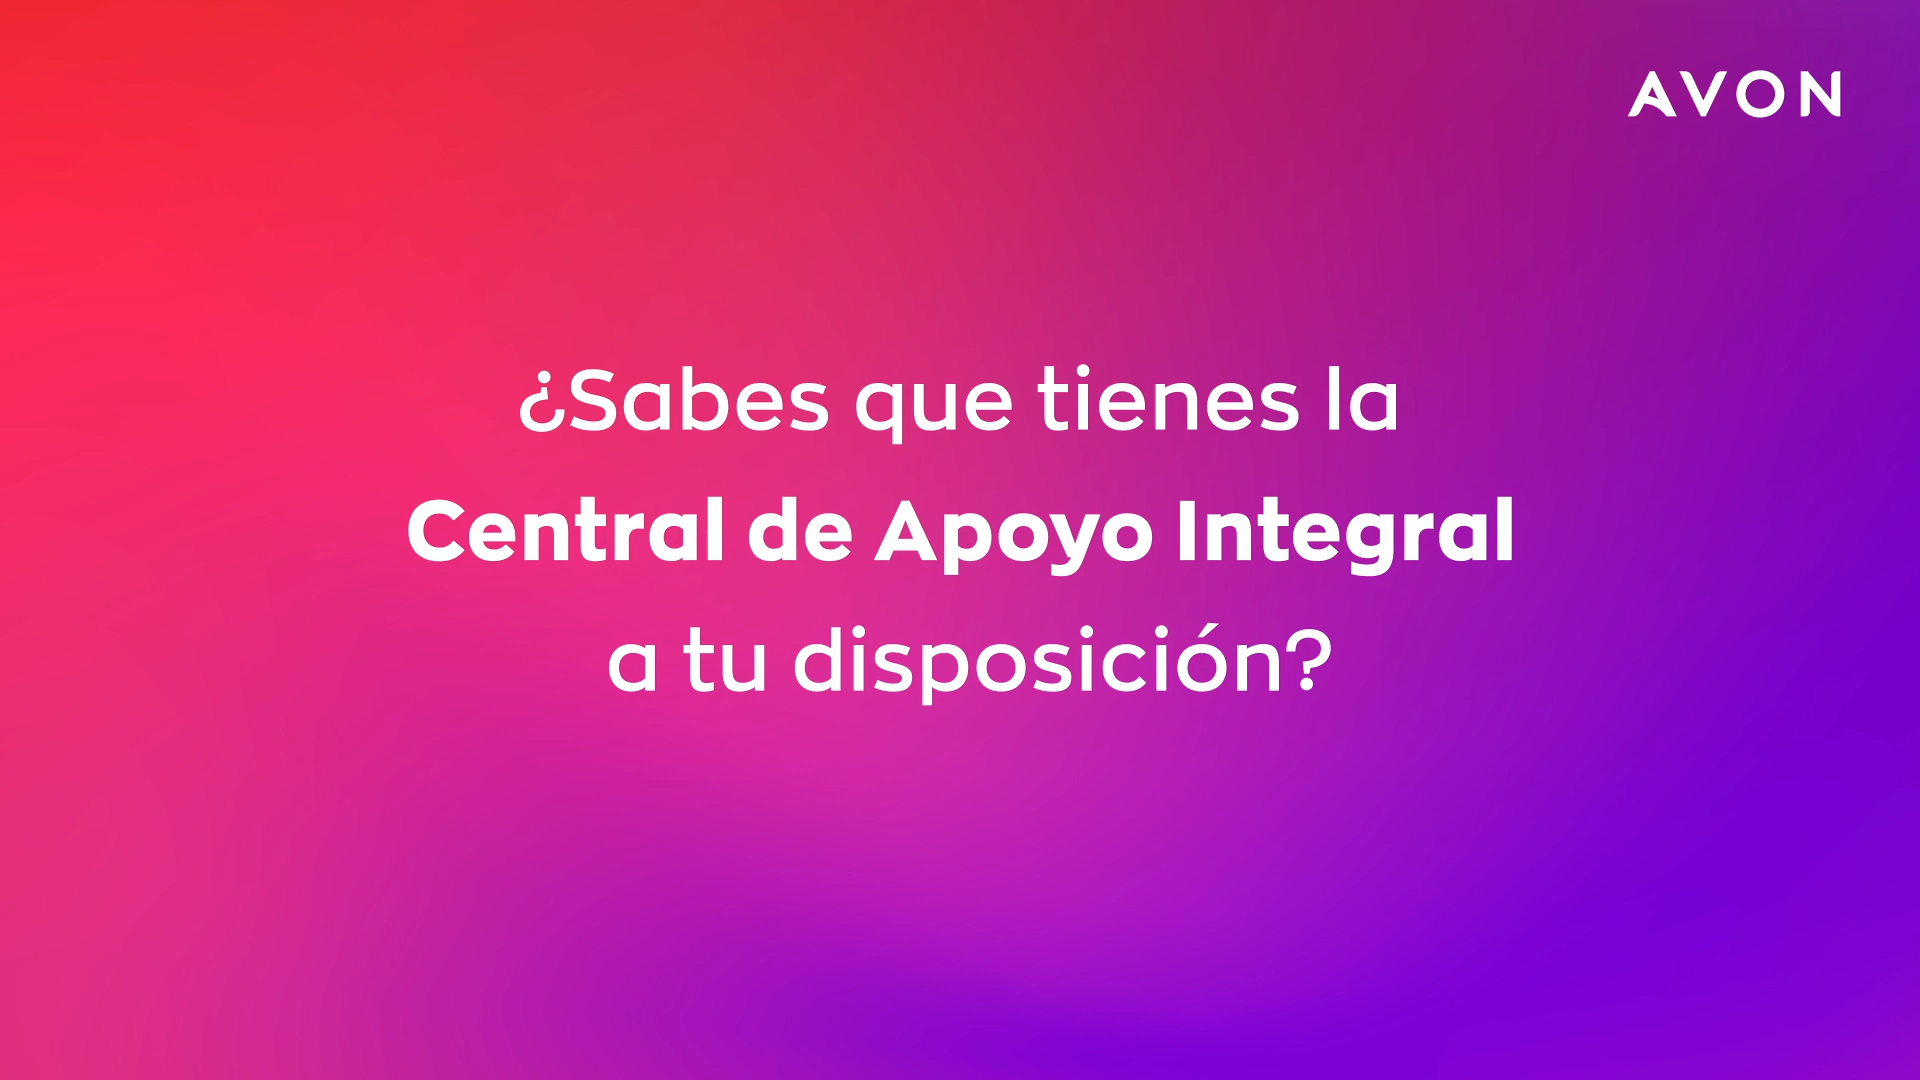 AVON
¿Sabes que tienes la
Central de Apoyo Integral
a tu disposición?